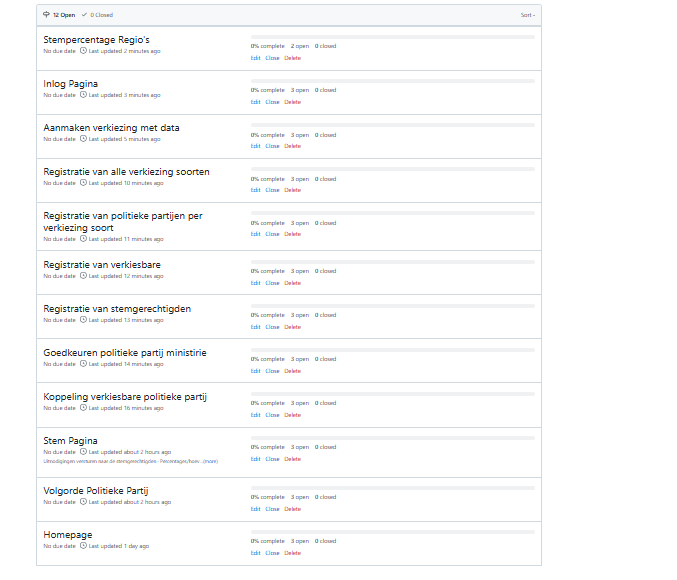 12 Open 0 Closed Sort
Stempercentage Regio's
No due date Last updated 2 minutes ago
0% complete 2 open 0 closed
Edit Close Delete
Inlog Pagina
No due date Last updated 3 minutes ago
0% complete 3 open 0 closed
Edit Close Delete
Aanmaken verkiezing met data
No due date Last updated 5 minutes ago
0% complete 3 open 0 closed
Edit Close Delete
Registratie van alle verkiezing soorten
No due date Last updated 10 minutes ago
0% complete 3 open 0 closed
Edit Close Delete
Registratie van politieke partijen per
verkiezing soort
No due date Last updated 11 minutes ago
0% complete 3 open 0 closed
Edit Close Delete
Registratie van verkiesbare
No due date Last updated 12 minutes ago
0% complete 3 open 0 closed
Edit Close Delete
Registratie van stemgerechtigden
No due date Last updated 13 minutes ago
0% complete 3 open 0 closed
Edit Close Delete
Goedkeuren politieke partij ministirie
No due date Last updated 14 minutes ago
0% complete 3 open 0 closed
Edit Close Delete
Koppeling verkiesbare politieke partij
No due date Last updated 16 minutes ago
0% complete 3 open 0 closed
Edit Close Delete
Stem Pagina
No due date Last updated about 2 hours ago
Uitnodigingen versturen naar de stemgerechtigden - Percentages/hoev...(more)
0% complete 3 open 0 closed
Edit Close Delete
Volgorde Politieke Partij
No due date Last updated about 2 hours ago
0% complete 3 open 0 closed
Edit Close Delete
Homepage
No due date Last updated 1 day ago
0% complete 3 open 0 closed
Edit Close Delete